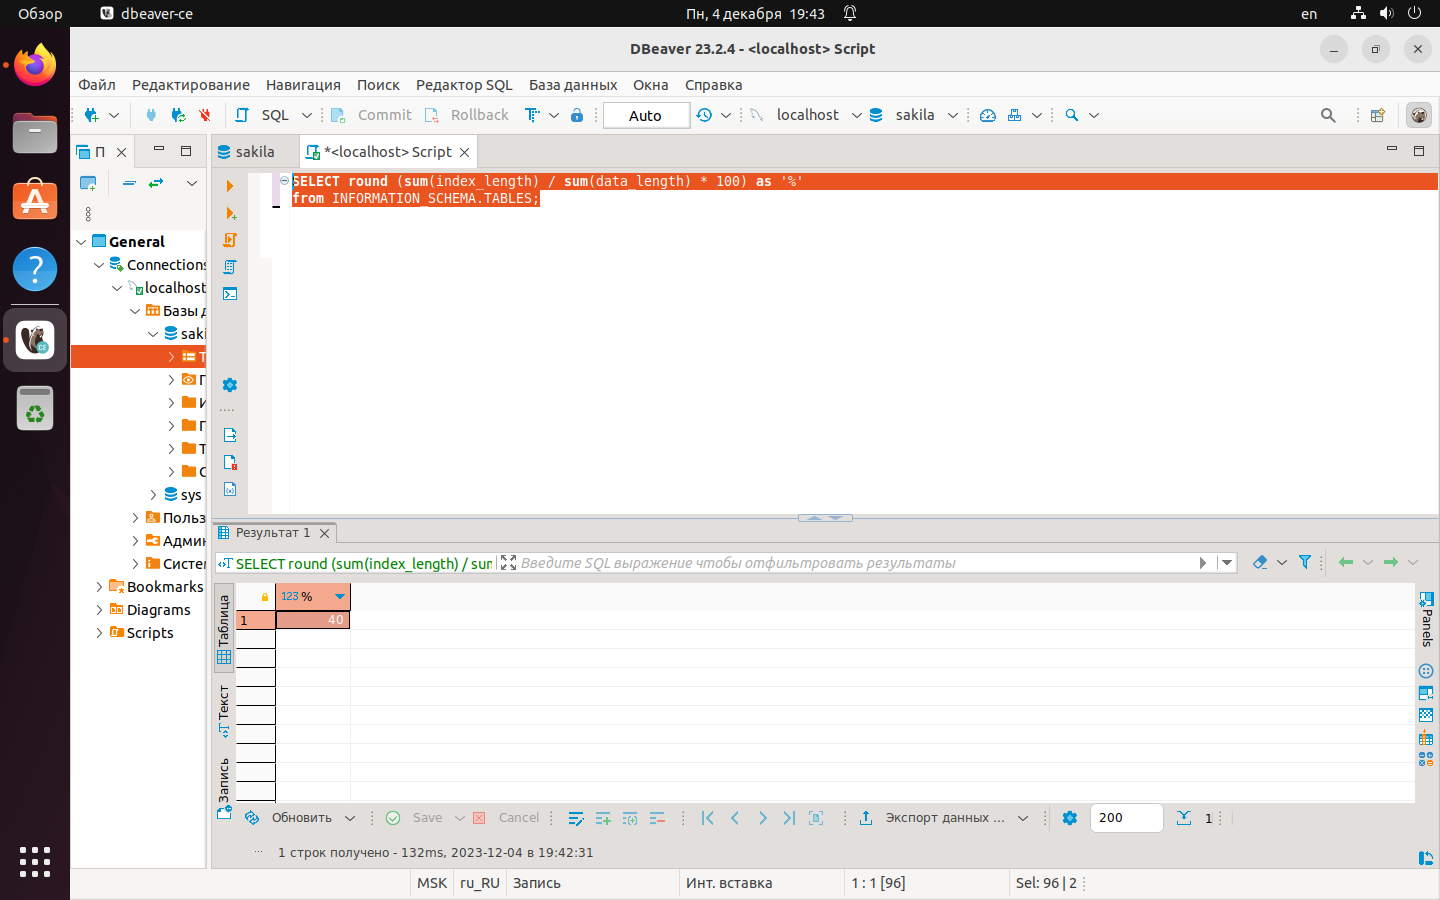 Обзор dbeaver-ce Пн, 4 декабря 19:43 en
DBeaver 23.2.4 - <localhost> Script
Файл Редактирование Навигация Поиск Редактор SQL База данных Окна Справка
SQL Commit Rollback Auto localhost sakila
П sakila *<localhost> Script
SELECT round (sum(index_length) / sum(data_length) * 100) as '%'
from INFORMATION_SCHEMA.TABLES;
General
Connections
localhost
Базы д
saki
Т
П
И
П
Т
С
sys
Польз
Админ
Систем
Bookmarks
Diagrams
Scripts
Результат 1
SELECT round (sum(index_length) / sum Введите SQL выражение чтобы отфильтровать результаты
123 %
1 40
Таблица
Текст
Запись
Panels
Обновить Save Cancel Экспорт данных ... 200 1
1 строк получено - 132ms, 2023-12-04 в 19:42:31
MSK ru_RU Запись Инт. вставка 1 : 1 [96] Sel: 96 | 2